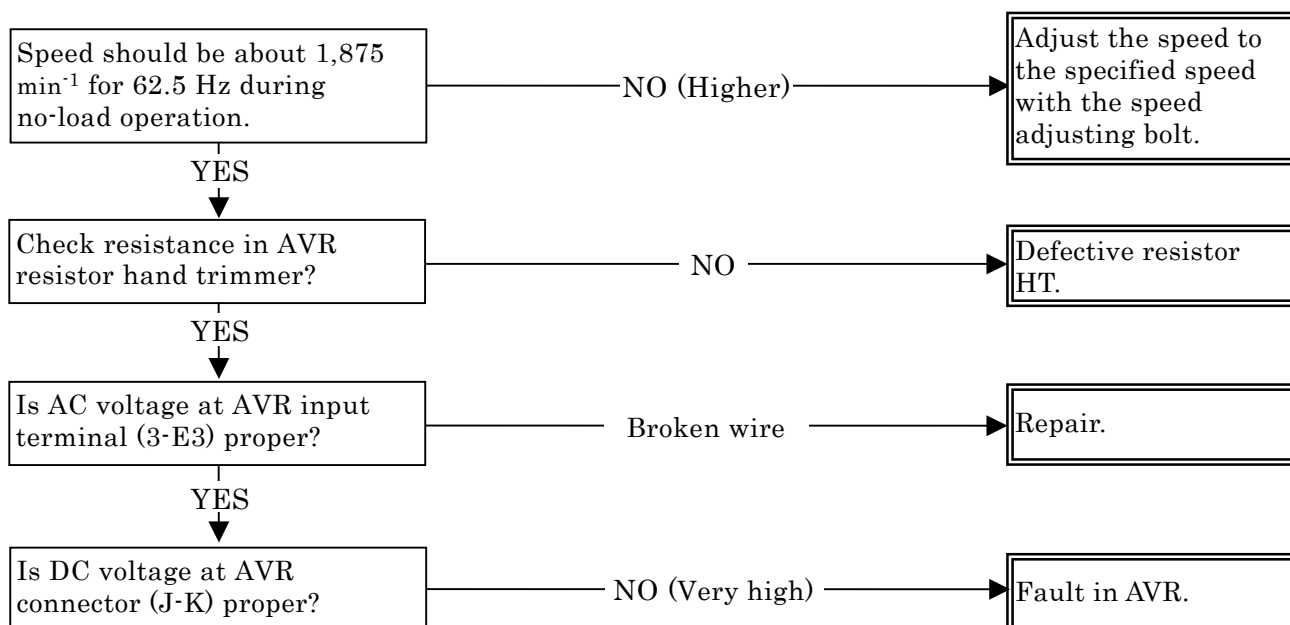 Speed should be about 1,875
min-1 for 62.5 Hz during
no-load operation.
NO (Higher)
Adjust the speed to
the specified speed
with the speed
adjusting bolt.
YES
Check resistance in AVR
resistor hand trimmer?
NO
Defective resistor
HT.
YES
Is AC voltage at AVR input
terminal (3-E3) proper?
Broken wire
Repair.
YES
Is DC voltage at AVR
connector (J-K) proper?
NO (Very high)
Fault in AVR.